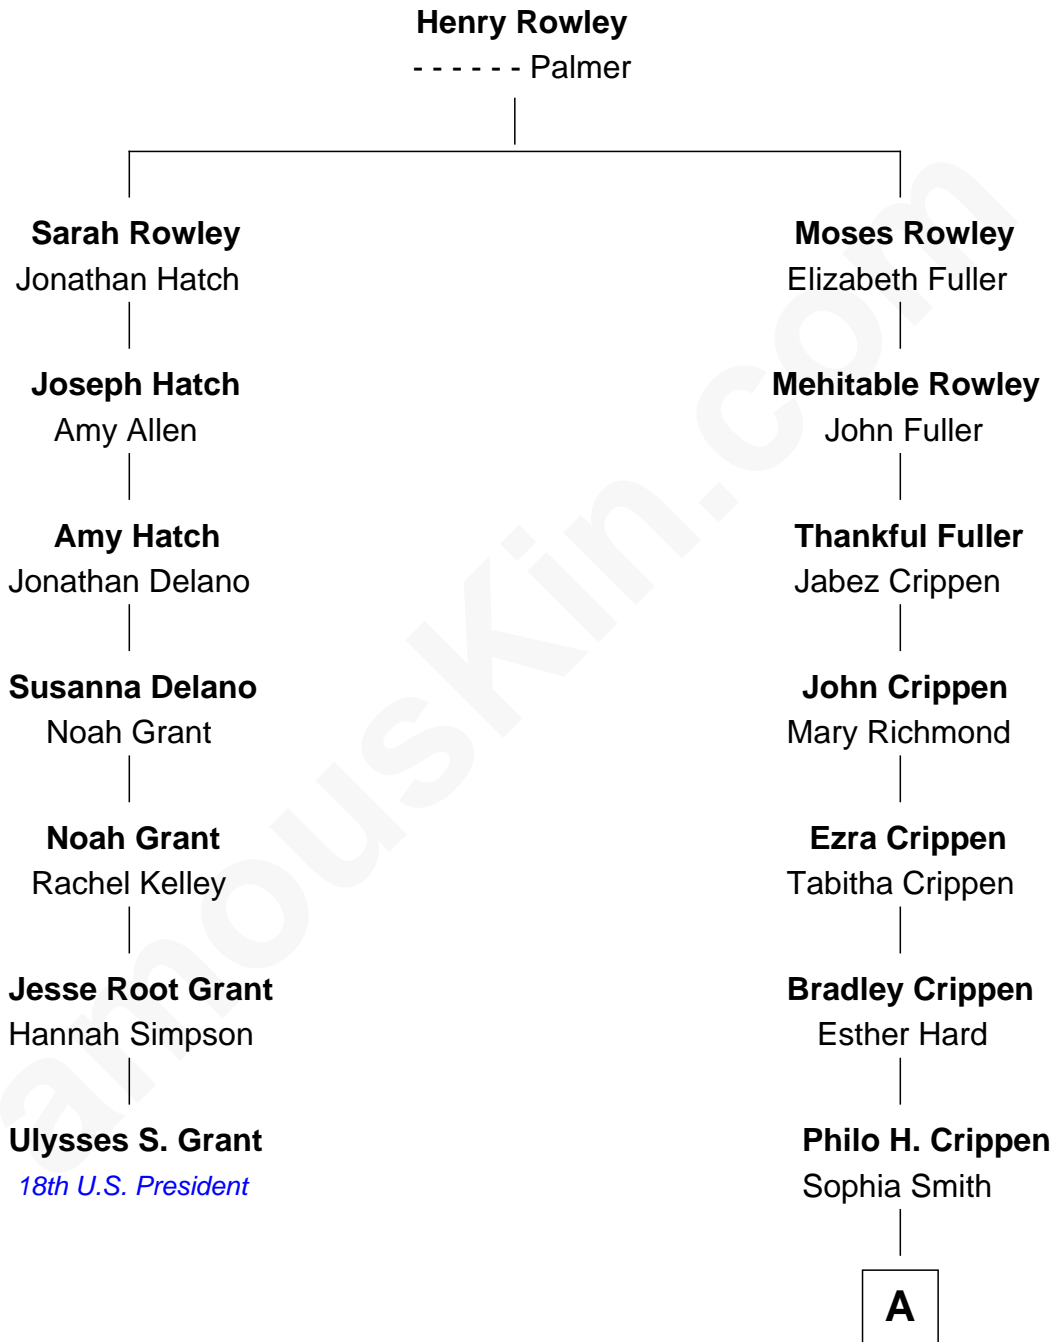 Henry Rowley
- - - - - - Palmer
Sarah Rowley
Jonathan Hatch
Moses Rowley
Elizabeth Fuller
Joseph Hatch
Amy Allen
Mehitable Rowley
John Fuller
Amy Hatch
Jonathan Delano
Thankful Fuller
Jabez Crippen
Susanna Delano
Noah Grant
John Crippen
Mary Richmond
Noah Grant
Rachel Kelley
Ezra Crippen
Tabitha Crippen
Jesse Root Grant
Hannah Simpson
Bradley Crippen
Esther Hard
Ulysses S. Grant
18th U.S. President
Philo H. Crippen
Sophia Smith
A
amouskin.com